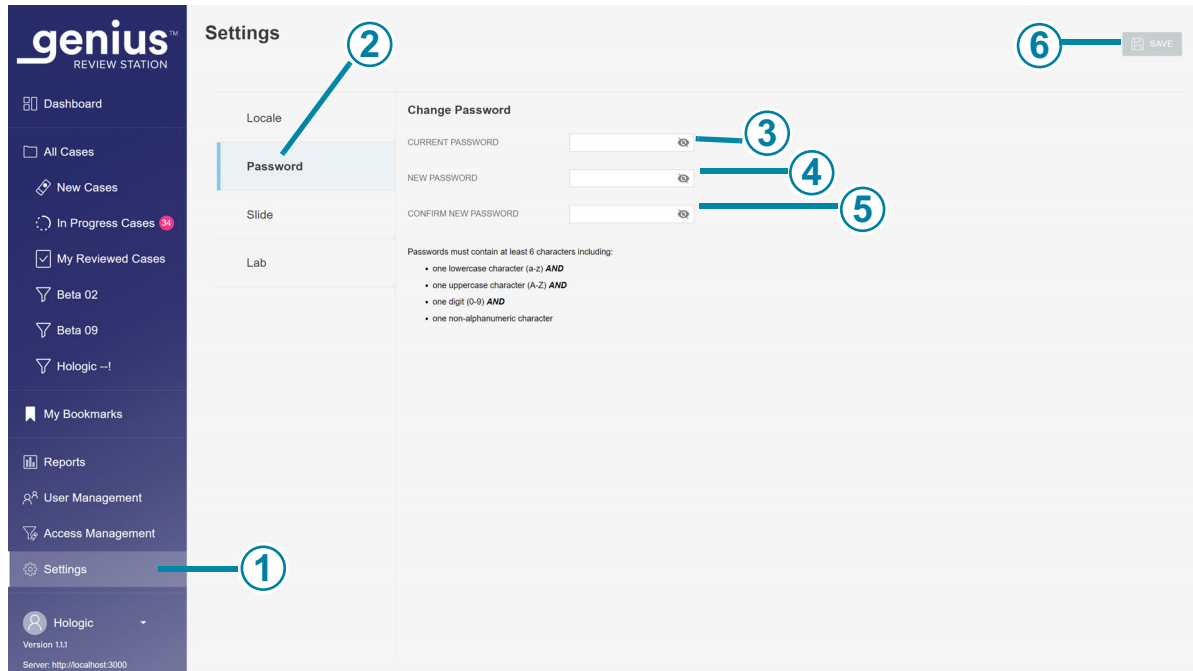 genius™
REVIEW STATION
Dashboard
All Cases
New Cases
In Progress Cases 34
My Reviewed Cases
Beta 02
Beta 09
Hologic --!
My Bookmarks
Reports
User Management
Access Management
Settings
Hologic
Version 1.1.1
Server: http://localhost:3000
Settings
SAVE
Locale
Password
Slide
Lab
Change Password
CURRENT PASSWORD
NEW PASSWORD
CONFIRM NEW PASSWORD
Passwords must contain at least 6 characters including:
• one lowercase character (a-z) AND
• one uppercase character (A-Z) AND
• one digit (0-9) AND
• one non-alphanumeric character
1
2
3
4
5
6